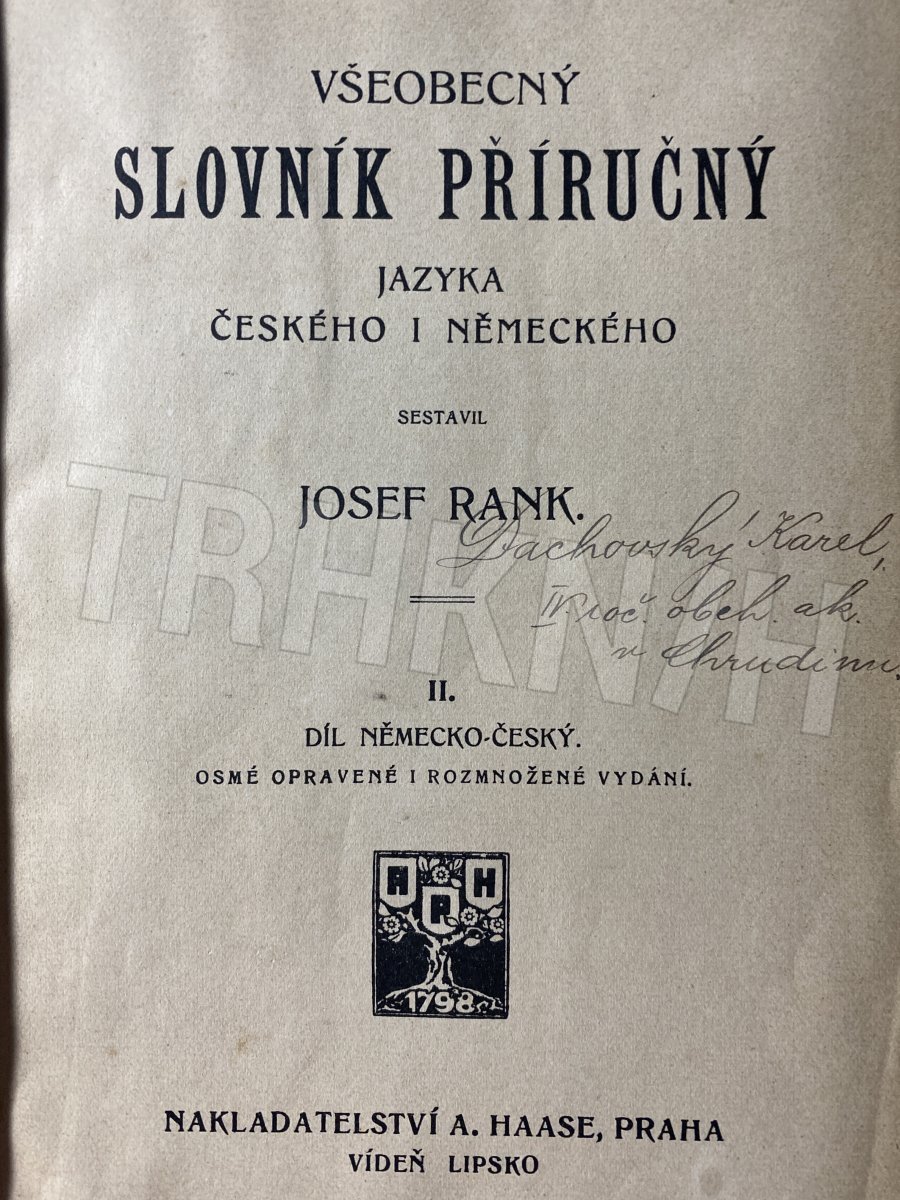 VŠEOBECNÝ
SLOVNÍK PŘÍRUČNÝ
JAZYKA
ČESKÉHO I NĚMECKÉHO
SESTAVIL
JOSEF RANK.
Dachovský Karel,
IV. roč. obch. ak.
v Chrudimi.
TRHKNIH
II.
DÍL NĚMECKO-ČESKÝ.
OSMÉ OPRAVENÉ I ROZMNOŽENÉ VYDÁNÍ.
A P H
1798
NAKLADATELSTVÍ A. HAASE, PRAHA
VÍDEŇ LIPSKO